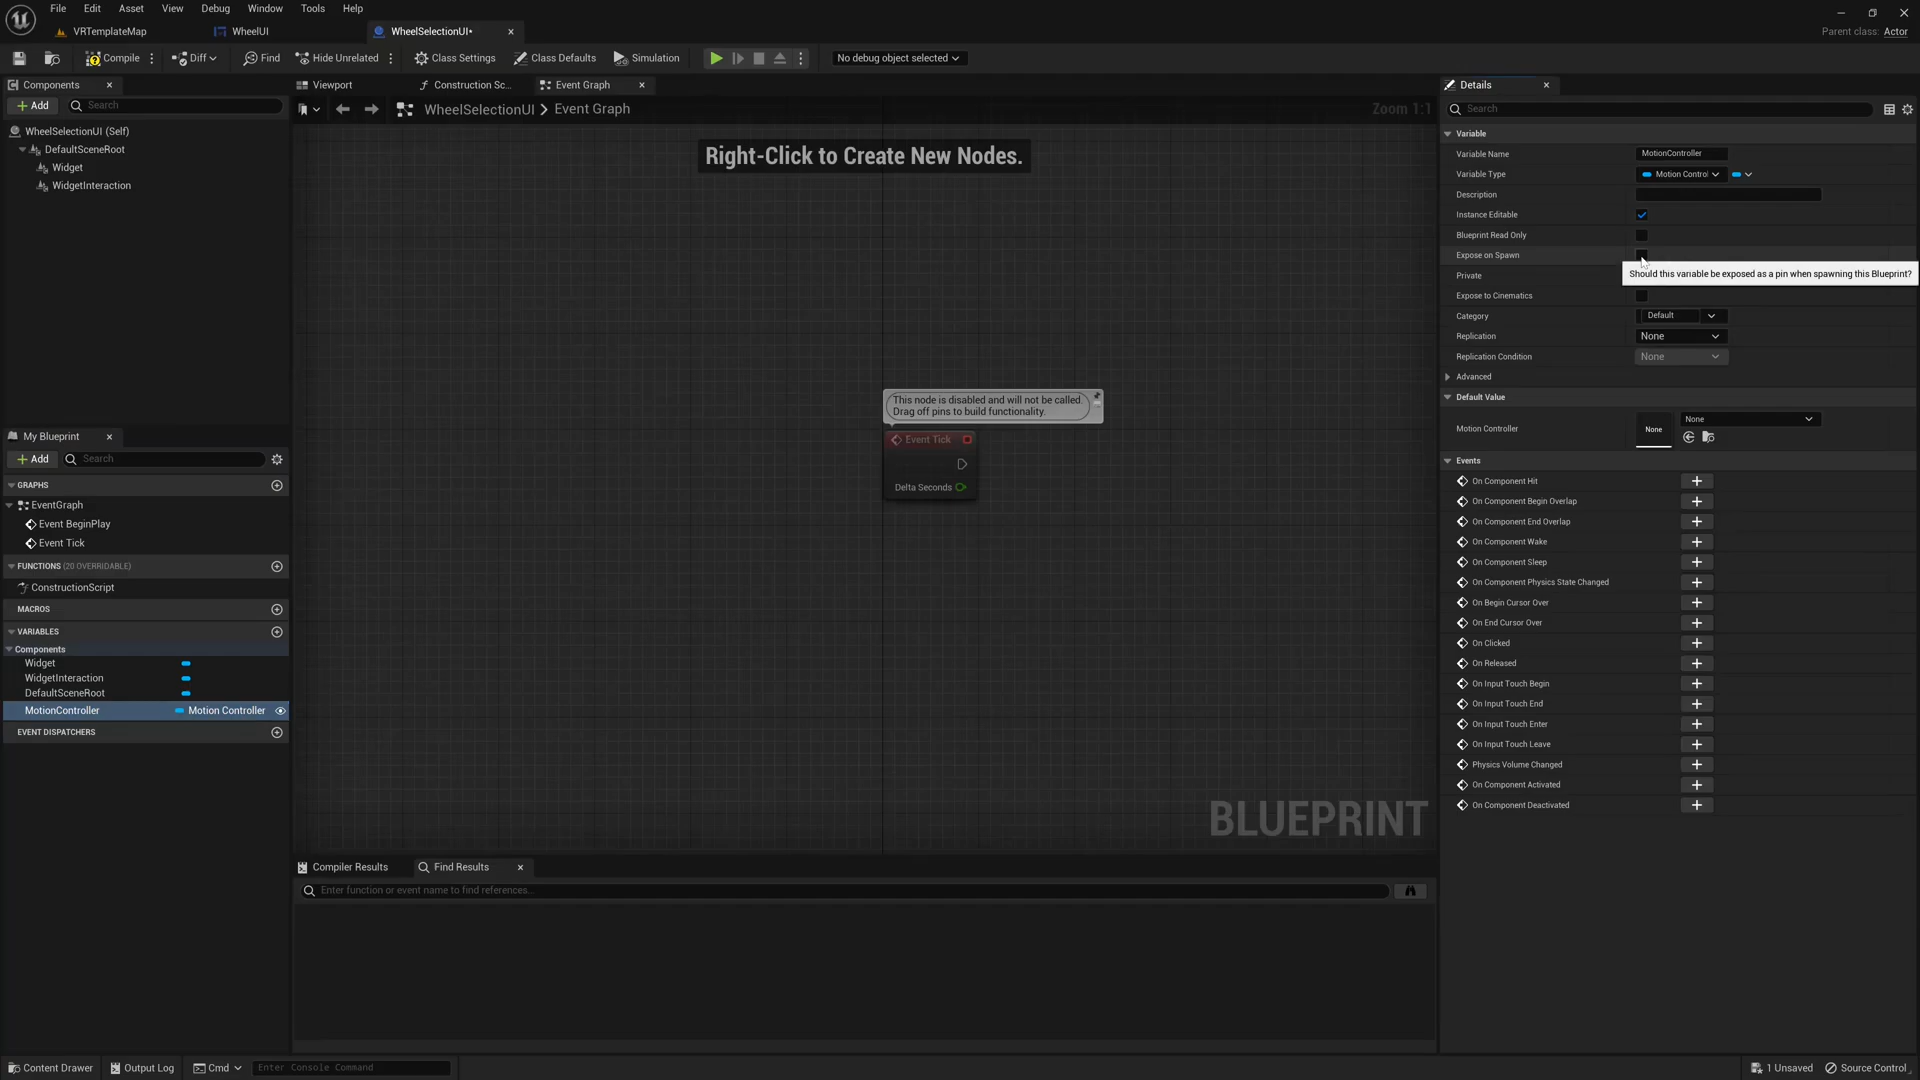 File Edit Asset View Debug Window Tools Help
VRTemplateMap WheelUI WheelSelectionUI• Parent class: Actor
Compile Diff Find Hide Unrelated Class Settings Class Defaults Simulation No debug object selected
Components
Add Search
WheelSelectionUI (Self)
DefaultSceneRoot
Widget
WidgetInteraction
My Blueprint
Add Search
GRAPHS
EventGraph
Event BeginPlay
Event Tick
FUNCTIONS (20 OVERRIDABLE)
ConstructionScript
MACROS
VARIABLES
Components
Widget
WidgetInteraction
DefaultSceneRoot
MotionController Motion Controller
EVENT DISPATCHERS
Viewport Construction Sc... Event Graph
WheelSelectionUI > Event Graph Zoom 1:1
Right-Click to Create New Nodes.
This node is disabled and will not be called.
Drag off pins to build functionality.
Event Tick
Delta Seconds
BLUEPRINT
Compiler Results Find Results
Enter function or event name to find references...
Details
Search
Variable
Variable Name MotionController
Variable Type Motion Control
Description
Instance Editable
Blueprint Read Only
Expose on Spawn
Should this variable be exposed as a pin when spawning this Blueprint?
Private
Expose to Cinematics
Category Default
Replication None
Replication Condition None
Advanced
Default Value
Motion Controller None None
Events
On Component Hit
On Component Begin Overlap
On Component End Overlap
On Component Wake
On Component Sleep
On Component Physics State Changed
On Begin Cursor Over
On End Cursor Over
On Clicked
On Released
On Input Touch Begin
On Input Touch End
On Input Touch Enter
On Input Touch Leave
Physics Volume Changed
On Component Activated
On Component Deactivated
Content Drawer Output Log Cmd Enter Console Command 1 Unsaved Source Control